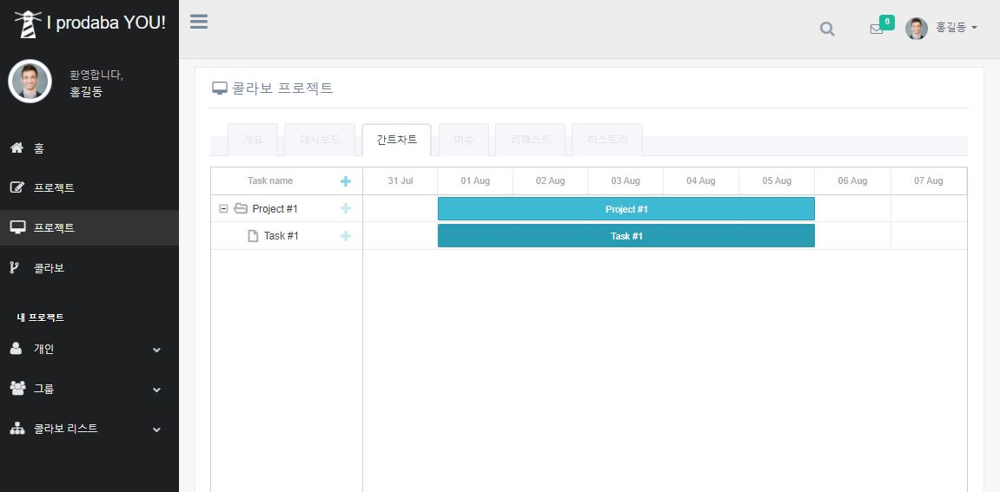 I prodaba YOU!
6
홍길동
환영합니다,
홍길동
홈
프로젝트
프로젝트
콜라보
내 프로젝트
개인
그룹
콜라보 리스트
콜라보 프로젝트
개요 대시보드 간트차트 이슈 리퀘스트 히스토리
Task name 31 Jul 01 Aug 02 Aug 03 Aug 04 Aug 05 Aug 06 Aug 07 Aug
Project #1 Project #1
Task #1 Task #1